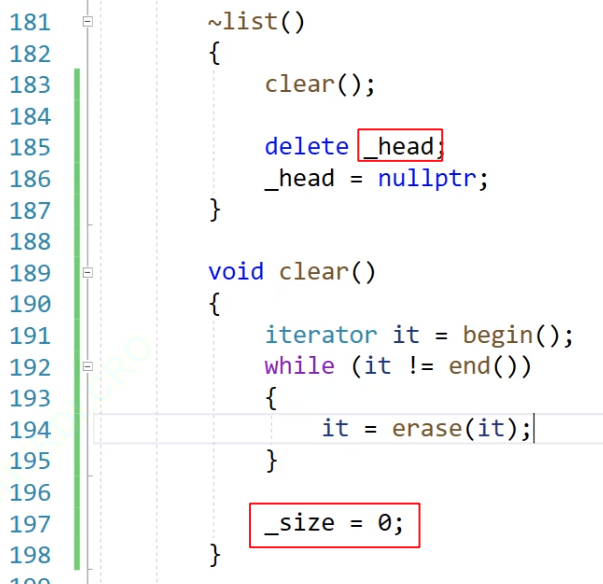 181 ~list()
182 {
183 clear();
184
185 delete _head;
186 _head = nullptr;
187 }
188
189 void clear()
190 {
191 iterator it = begin();
192 while (it != end())
193 {
194 it = erase(it);
195 }
196
197 _size = 0;
198 }